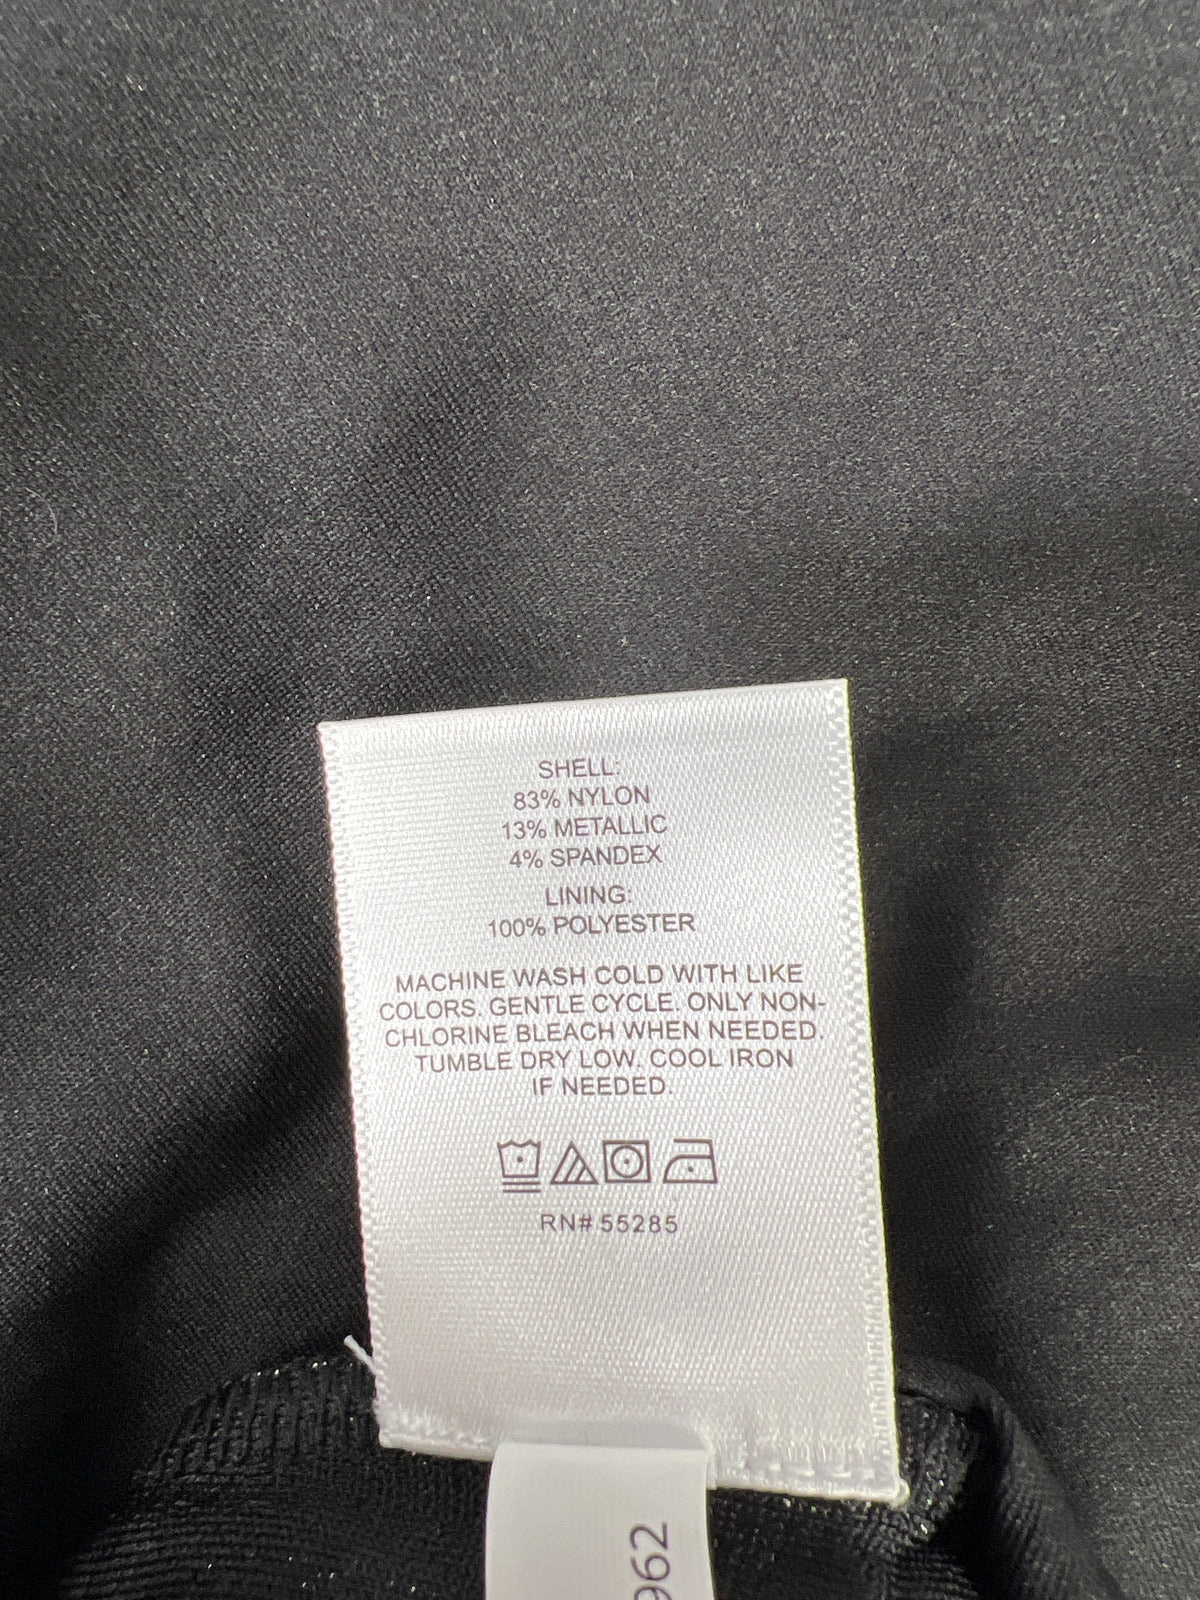 SHELL:
83% NYLON
13% METALLIC
4% SPANDEX
LINING:
100% POLYESTER
MACHINE WASH COLD WITH LIKE
COLORS. GENTLE CYCLE. ONLY NON-
CHLORINE BLEACH WHEN NEEDED.
TUMBLE DRY LOW. COOL IRON
IF NEEDED.
RN# 55285
962